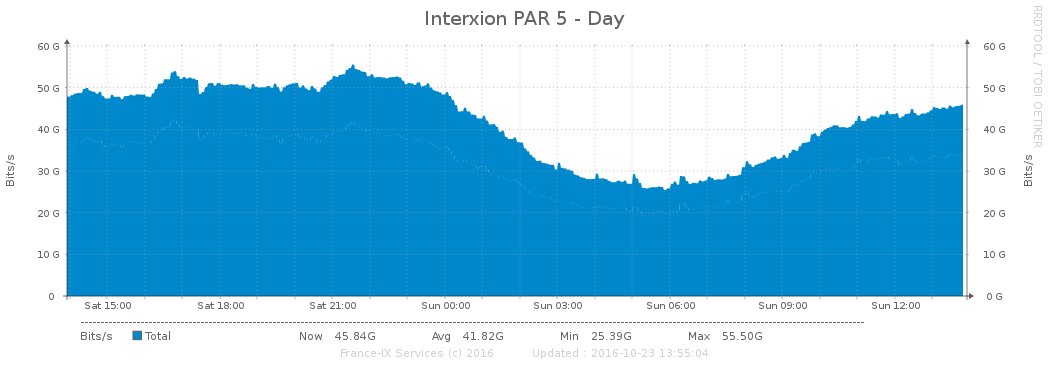 Interxion PAR 5 - Day
RRDTOOL / TOBI OETIKER
60 G 60 G
50 G 50 G
40 G 40 G
30 G 30 G
20 G 20 G
10 G 10 G
0 0 G
Bits/s
Bits/s
Sat 15:00 Sat 18:00 Sat 21:00 Sun 00:00 Sun 03:00 Sun 06:00 Sun 09:00 Sun 12:00
Bits/s Total Now 45.84G Avg 41.82G Min 25.39G Max 55.50G
France-IX Services (c) 2016 Updated : 2016-10-23 13:55:04